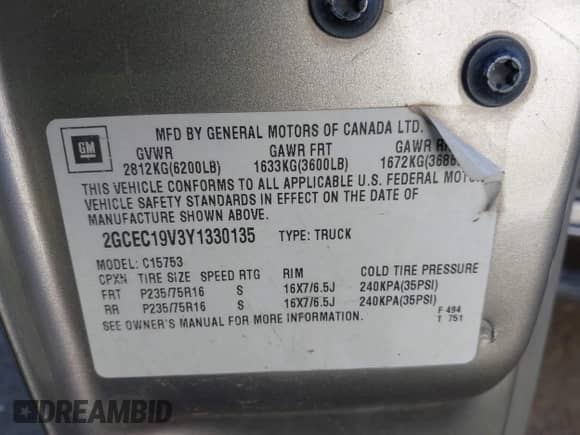 GM
MFD BY GENERAL MOTORS OF CANADA LTD.
GVWR GAWR FRT GAWR
2812KG(6200LB) 1633KG(3600LB) 1672KG(368
THIS VEHICLE CONFORMS TO ALL APPLICABLE U.S. FEDERAL MOTO
VEHICLE SAFETY STANDARDS IN EFFECT ON THE DATE OF
MANUFACTURE SHOWN ABOVE.
2GCEC19V3Y1330135 TYPE: TRUCK
MODEL: C15753
CPXN TIRE SIZE SPEED RTG RIM COLD TIRE PRESSURE
FRT P235/75R16 S 16X7/6.5J 240KPA(35PSI)
RR P235/75R16 S 16X7/6.5J 240KPA(35PSI)
SEE OWNER'S MANUAL FOR MORE INFORMATION.
F 494
T 751
DREAMBID